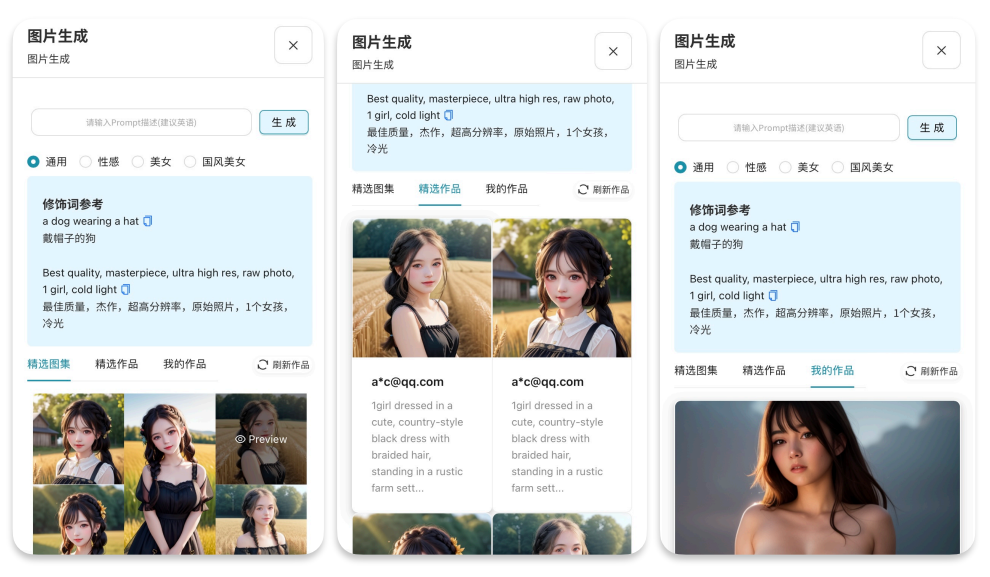 图片生成
图片生成
请输入Prompt描述(建议英语)
生 成
通用 性感 美女 国风美女
修饰词参考
a dog wearing a hat
戴帽子的狗
Best quality, masterpiece, ultra high res, raw photo,
1 girl, cold light
最佳质量，杰作，超高分辨率，原始照片，1个女孩，
冷光
精选图集 精选作品 我的作品 刷新作品
Preview
图片生成
图片生成
Best quality, masterpiece, ultra high res, raw photo,
1 girl, cold light
最佳质量，杰作，超高分辨率，原始照片，1个女孩，
冷光
精选图集 精选作品 我的作品 刷新作品
a*c@qq.com
1girl dressed in a
cute, country-style
black dress with
braided hair,
standing in a rustic
farm sett...
a*c@qq.com
1girl dressed in a
cute, country-style
black dress with
braided hair,
standing in a rustic
farm sett...
图片生成
图片生成
请输入Prompt描述(建议英语)
生 成
通用 性感 美女 国风美女
修饰词参考
a dog wearing a hat
戴帽子的狗
Best quality, masterpiece, ultra high res, raw photo,
1 girl, cold light
最佳质量，杰作，超高分辨率，原始照片，1个女孩，
冷光
精选图集 精选作品 我的作品 刷新作品